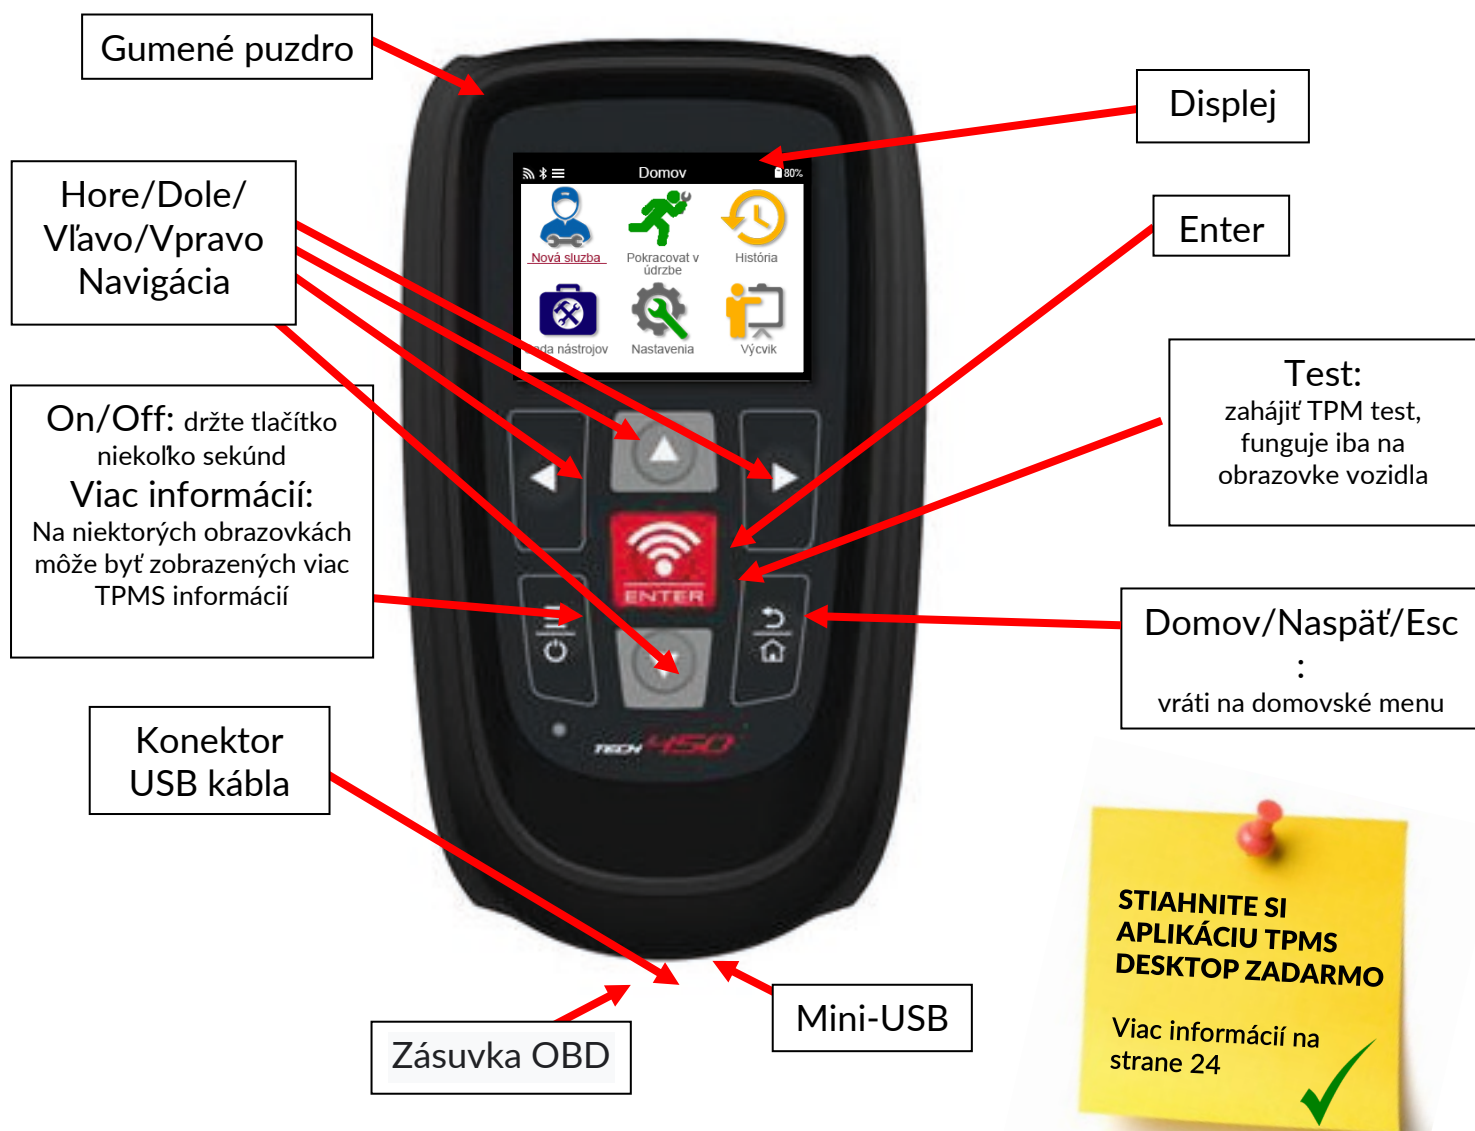 Gumené puzdro
Displej
Hore/Dole/
Vľavo/Vpravo
Navigácia
Enter
Domov
80%
Nová sluzba
Pokracovat v
údrzbe
História
ada nástrojov
Nastavenia
Výcvik
On/Off: držte tlačítko
niekoľko sekúnd
Viac informácií:
Na niektorých obrazovkách
môže byť zobrazených viac
TPMS informácií
Test:
zahájiť TPM test,
funguje iba na
obrazovke vozidla
ENTER
Domov/Naspäť/Esc
:
vráti na domovské menu
TECH450
Konektor
USB kábla
Zásuvka OBD
Mini-USB
STIAHNITE SI
APLIKÁCIU TPMS
DESKTOP ZADARMO
Viac informácií na
strane 24